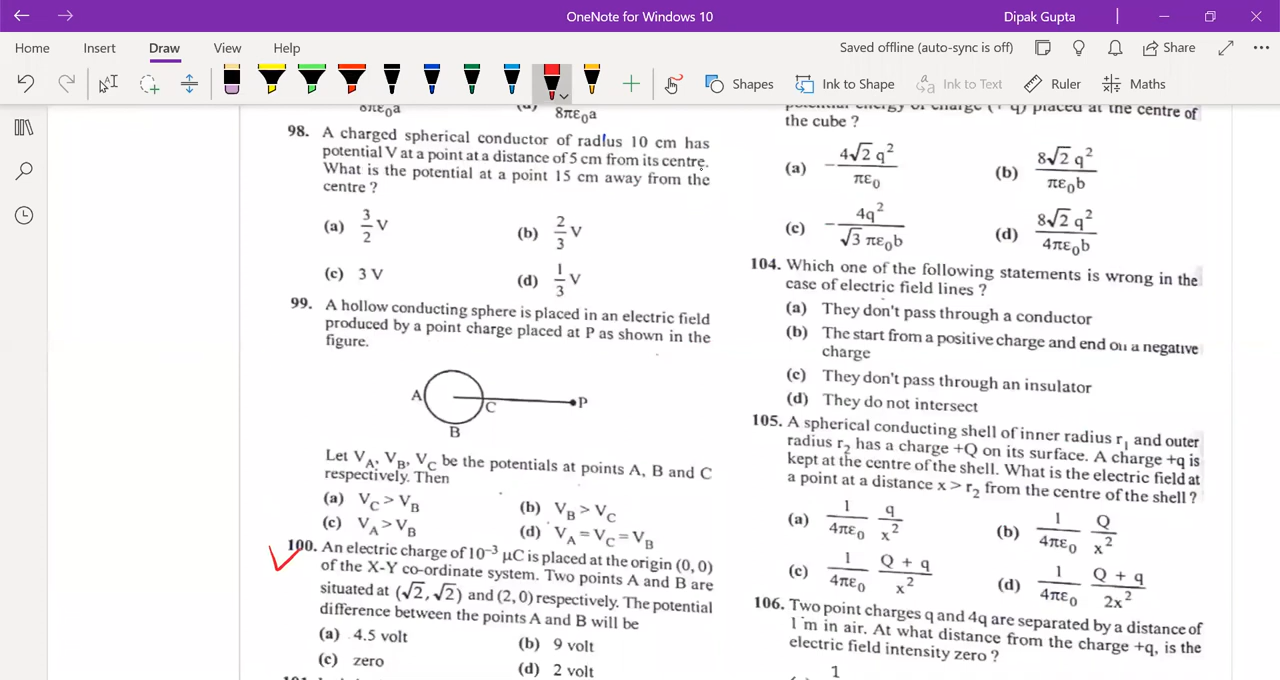 OneNote for Windows 10
Dipak Gupta
Home Insert Draw View Help
Saved offline (auto-sync is off)
Share
Shapes
Ink to Shape
Ink to Text
Ruler
Maths
8πε₀a
8πε₀a
98. A charged spherical conductor of radius 10 cm has
potential V at a point at a distance of 5 cm from its centre.
What is the potential at a point 15 cm away from the
centre ?
(a) 3/2 V
(b) 2/3 V
(c) 3 V
(d) 1/3 V
99. A hollow conducting sphere is placed in an electric field
produced by a point charge placed at P as shown in the
figure.
A
C
P
B
Let V_A, V_B, V_C be the potentials at points A, B and C
respectively. Then
(a) V_C > V_B
(b) V_B > V_C
(c) V_A > V_B
(d) V_A = V_C = V_B
100. An electric charge of 10⁻³ μC is placed at the origin (0, 0)
of the X-Y co-ordinate system. Two points A and B are
situated at (√2, √2) and (2, 0) respectively. The potential
difference between the points A and B will be
(a) 4.5 volt
(b) 9 volt
(c) zero
(d) 2 volt
potential energy of charge (+ q) placed at the centre of
the cube ?
(a) - 4√2 q² / πε₀
(b) 8√2 q² / πε₀b
(c) - 4q² / √3 πε₀b
(d) 8√2 q² / 4πε₀b
104. Which one of the following statements is wrong in the
case of electric field lines ?
(a) They don't pass through a conductor
(b) The start from a positive charge and end on a negative
charge
(c) They don't pass through an insulator
(d) They do not intersect
105. A spherical conducting shell of inner radius r₁ and outer
radius r₂ has a charge +Q on its surface. A charge +q is
kept at the centre of the shell. What is the electric field at
a point at a distance x > r₂ from the centre of the shell ?
(a) 1/4πε₀ q/x²
(b) 1/4πε₀ Q/x²
(c) 1/4πε₀ Q + q/x²
(d) 1/4πε₀ Q + q/2x²
106. Two point charges q and 4q are separated by a distance of
1 m in air. At what distance from the charge +q, is the
electric field intensity zero ?
1